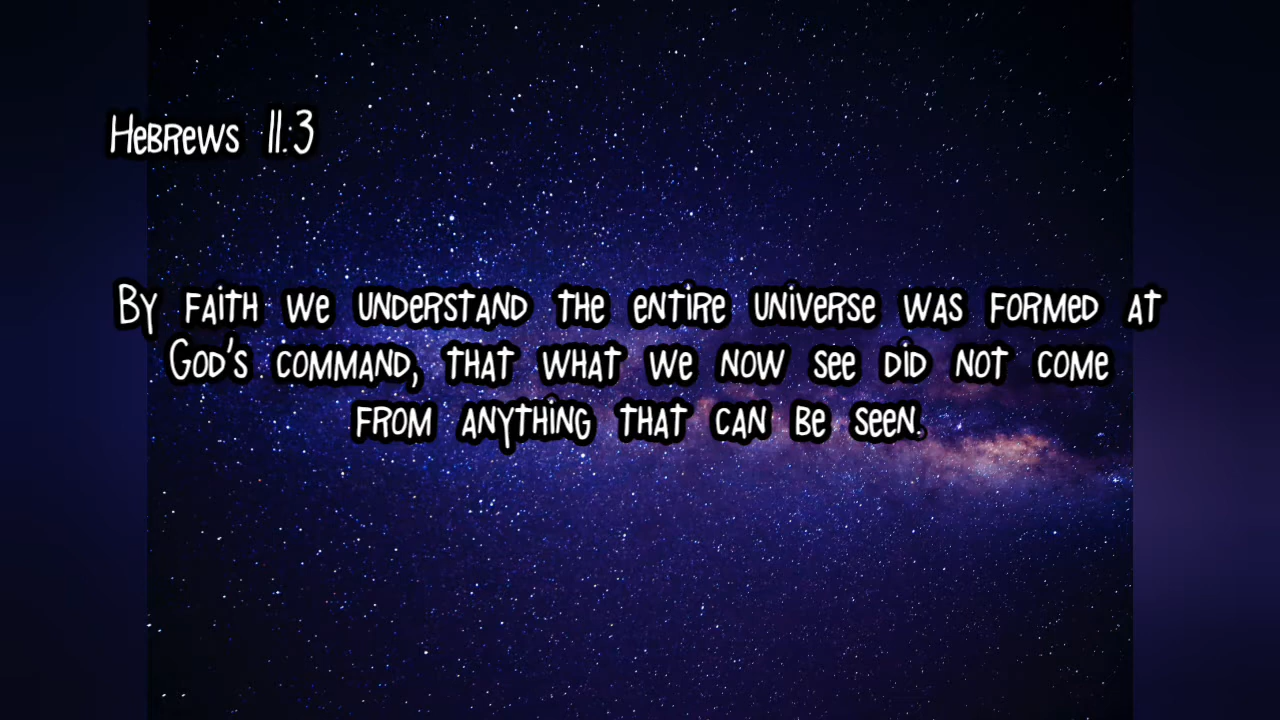 Hebrews 11:3
By faith we understand the entire universe was formed at
God's command, that what we now see did not come
from anything that can be seen.